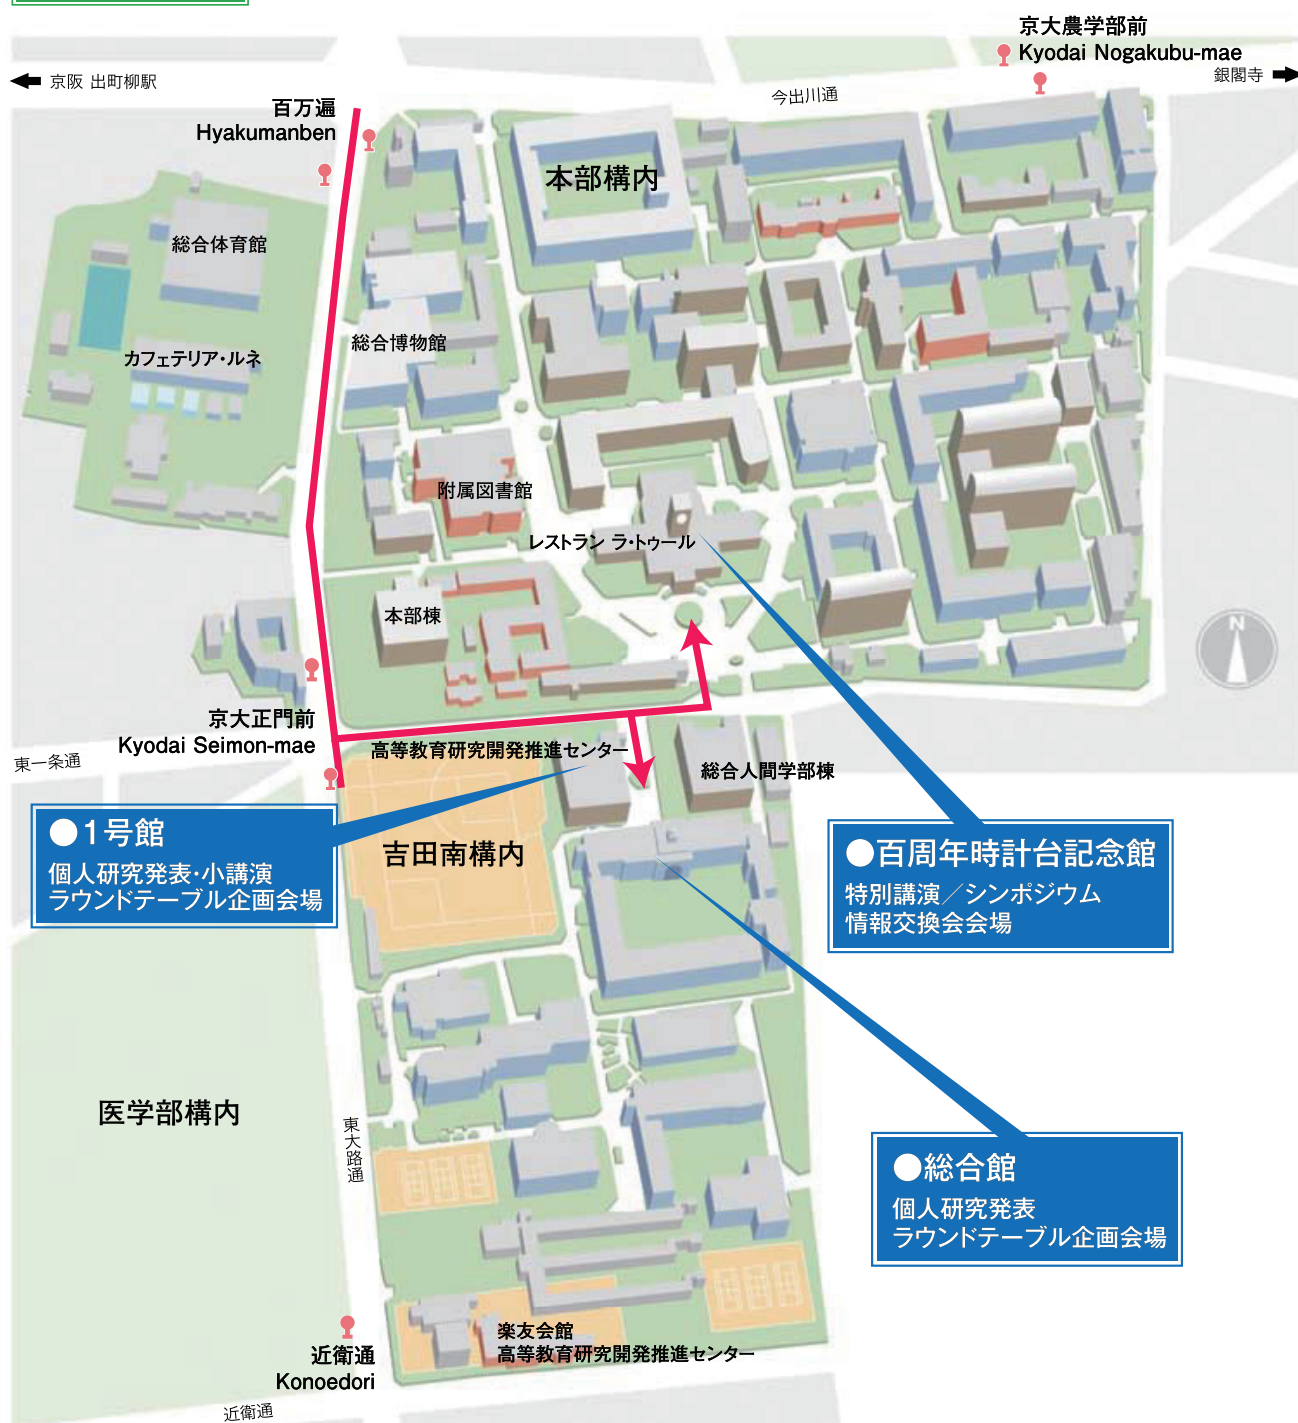 京大農学部前
Kyodai Nogakubu-mae
京阪 出町柳駅
銀閣寺
今出川通
百万遍
Hyakumanben
本部構内
総合体育館
総合博物館
カフェテリア・ルネ
附属図書館
レストラン ラ・トゥール
本部棟
N
京大正門前
Kyodai Seimon-mae
東一条通
高等教育研究開発推進センター
総合人間学部棟
●1号館
個人研究発表・小講演
ラウンドテーブル企画会場
吉田南構内
●百周年時計台記念館
特別講演／シンポジウム
情報交換会会場
医学部構内
東大路通
●総合館
個人研究発表
ラウンドテーブル企画会場
楽友会館
高等教育研究開発推進センター
近衛通
Konoedori
近衛通